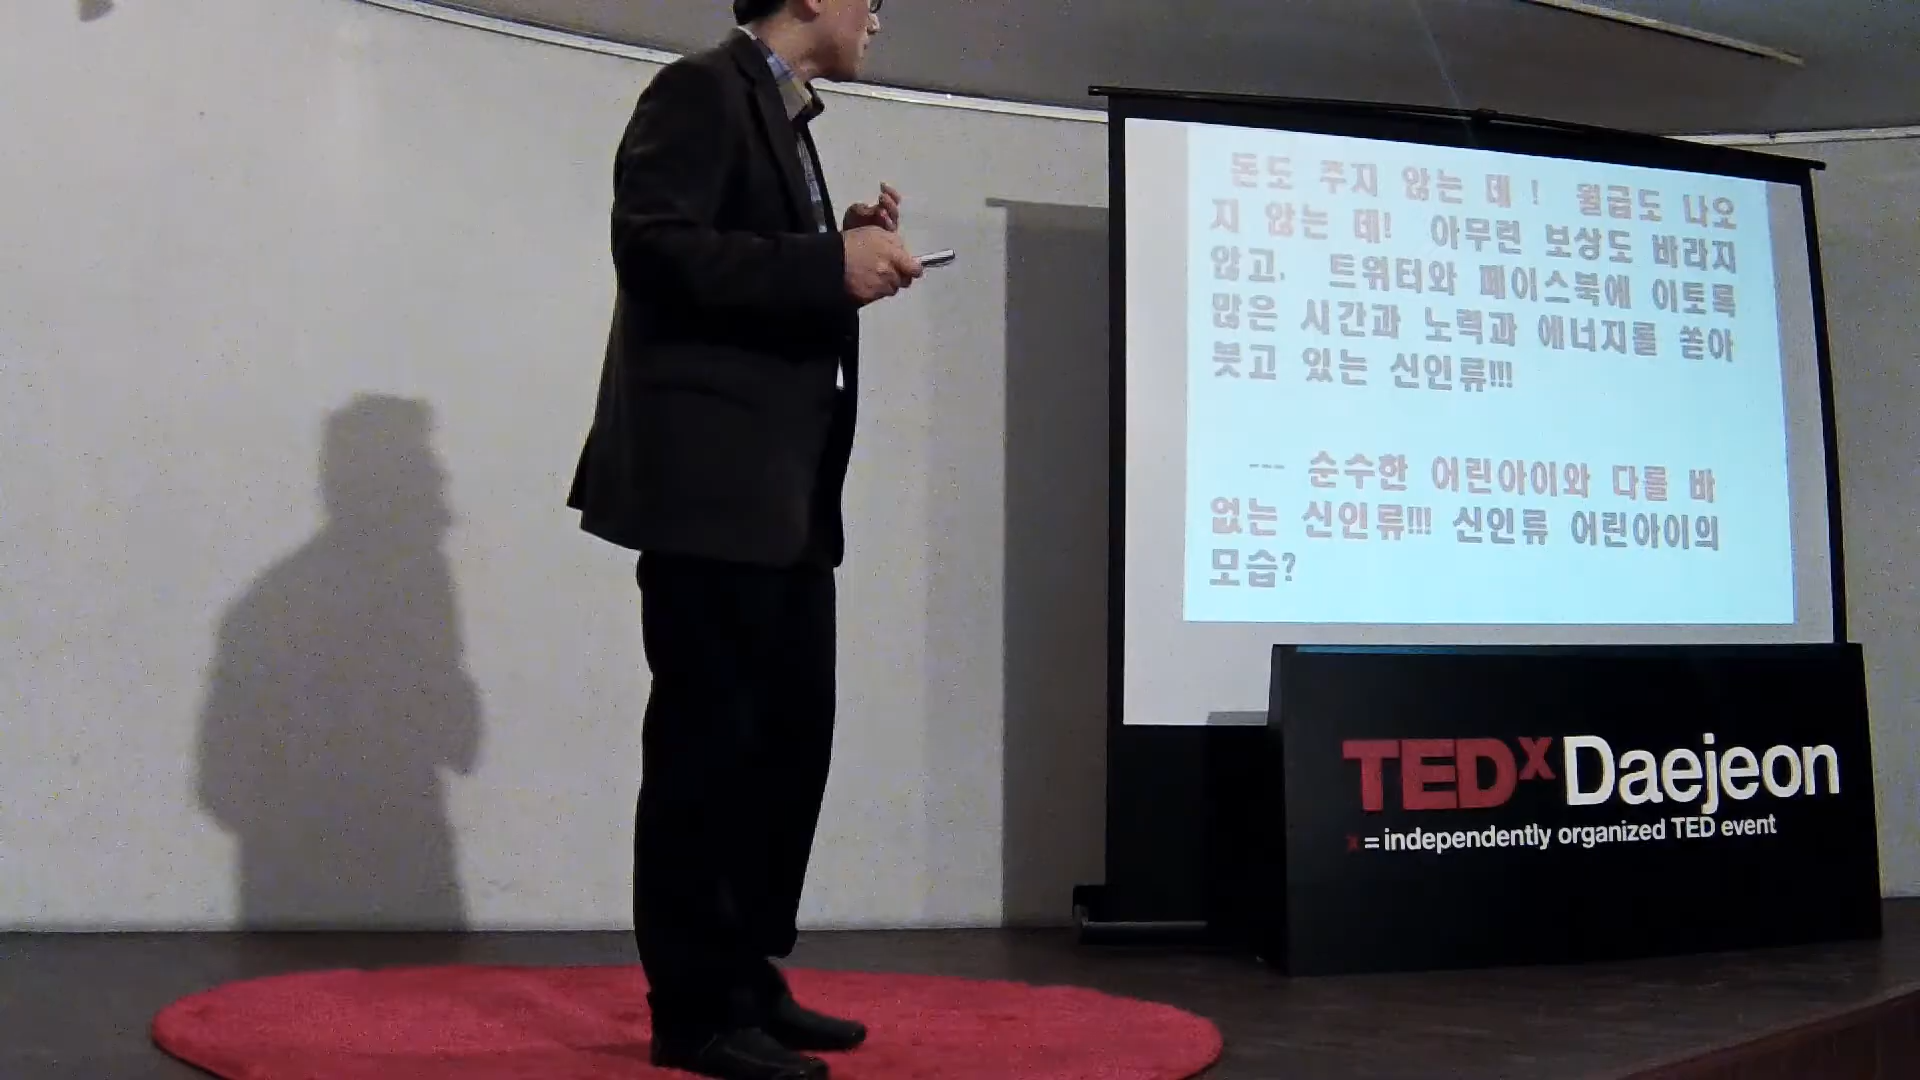 돈도 주지 않는 데 ! 월급도 나오
지 않는 데! 아무런 보상도 바라지
않고, 트위터와 페이스북에 이토록
많은 시간과 노력과 에너지를 쏟아
붓고 있는 신인류!!!
--- 순수한 어린아이와 다를 바
없는 신인류!!! 신인류 어린아이의
모습?
TEDxDaejeon
x = independently organized TED event